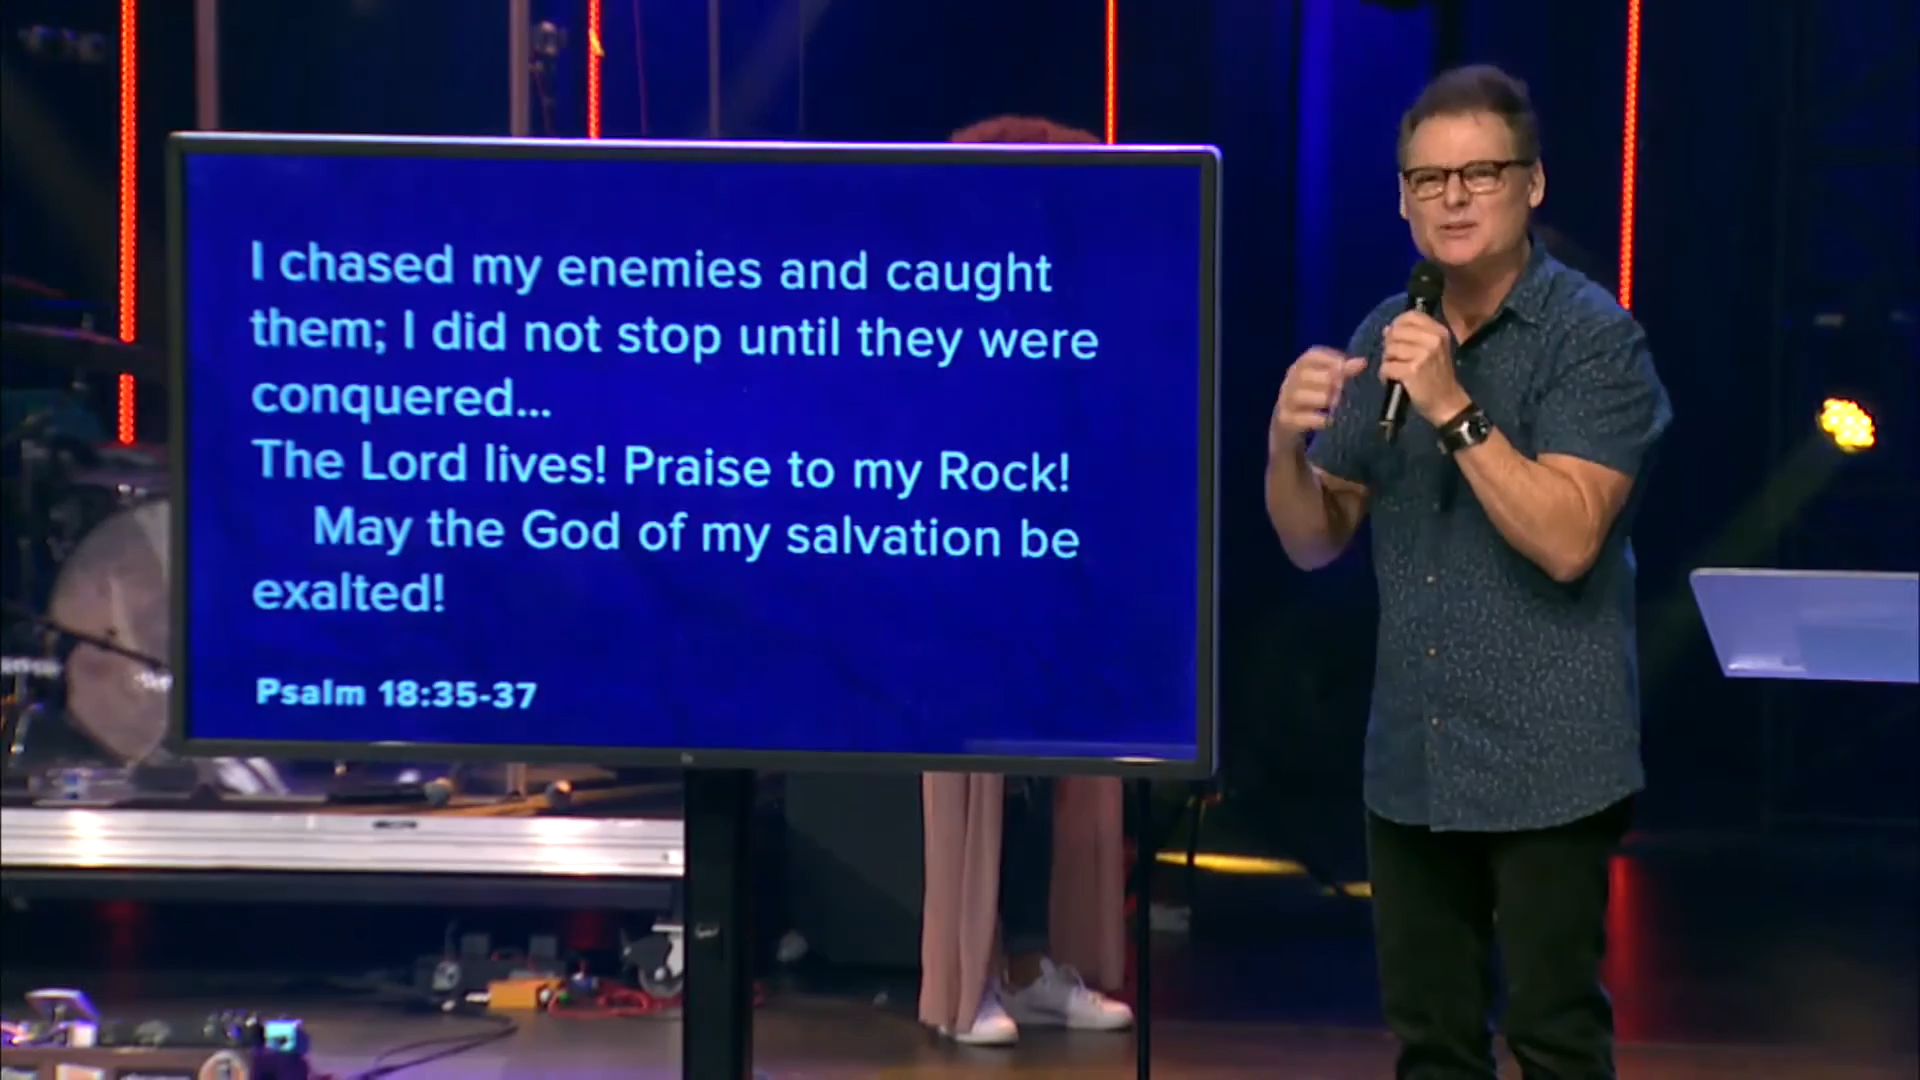 I chased my enemies and caught
them; I did not stop until they were
conquered...
The Lord lives! Praise to my Rock!
May the God of my salvation be
exalted!
Psalm 18:35-37